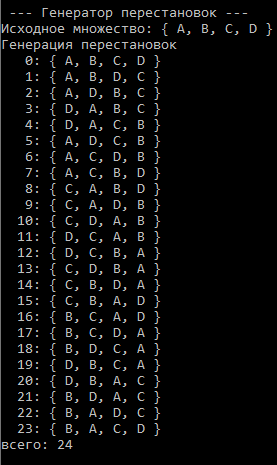 --- Генератор перестановок ---
Исходное множество: { A, B, C, D }
Генерация перестановок
0: { A, B, C, D }
1: { A, B, D, C }
2: { A, D, B, C }
3: { D, A, B, C }
4: { D, A, C, B }
5: { A, D, C, B }
6: { A, C, D, B }
7: { A, C, B, D }
8: { C, A, B, D }
9: { C, A, D, B }
10: { C, D, A, B }
11: { D, C, A, B }
12: { D, C, B, A }
13: { C, D, B, A }
14: { C, B, D, A }
15: { C, B, A, D }
16: { B, C, A, D }
17: { B, C, D, A }
18: { B, D, C, A }
19: { D, B, C, A }
20: { D, B, A, C }
21: { B, D, A, C }
22: { B, A, D, C }
23: { B, A, C, D }
всего: 24